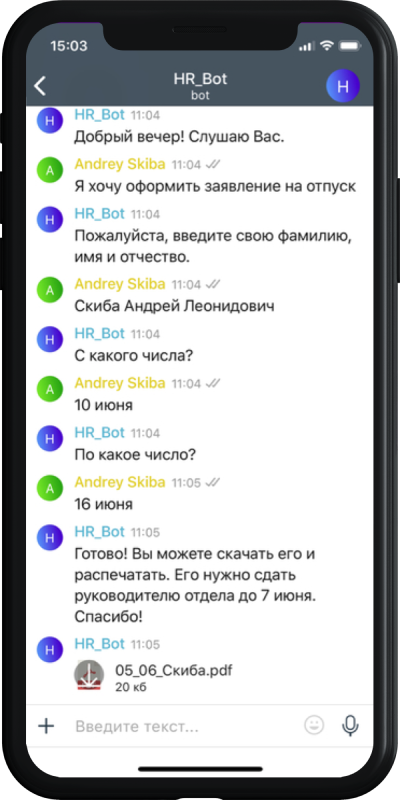 15:03
HR_Bot
bot
H
H
HR_Bot 11:04
Добрый вечер! Слушаю Вас.
A
Andrey Skiba 11:04
Я хочу оформить заявление на отпуск
H
HR_Bot 11:04
Пожалуйста, введите свою фамилию,
имя и отчество.
A
Andrey Skiba 11:04
Скиба Андрей Леонидович
H
HR_Bot 11:04
С какого числа?
A
Andrey Skiba 11:04
10 июня
H
HR_Bot 11:04
По какое число?
A
Andrey Skiba 11:05
16 июня
H
HR_Bot 11:05
Готово! Вы можете скачать его и
распечатать. Его нужно сдать
руководителю отдела до 7 июня.
Спасибо!
H
HR_Bot 11:05
05_06_Скиба.pdf
20 кб
Введите текст...